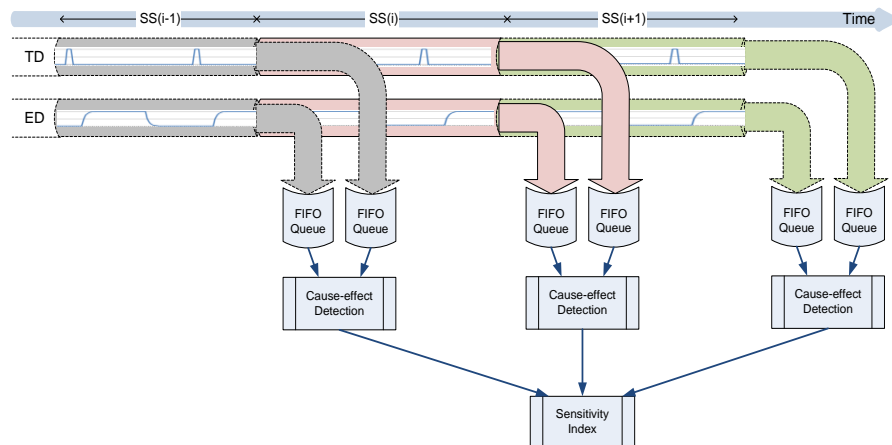 SS(i-1)
SS(i)
SS(i+1)
Time
TD
ED
FIFO
Queue
FIFO
Queue
FIFO
Queue
FIFO
Queue
FIFO
Queue
FIFO
Queue
Cause-effect
Detection
Cause-effect
Detection
Cause-effect
Detection
Sensitivity
Index